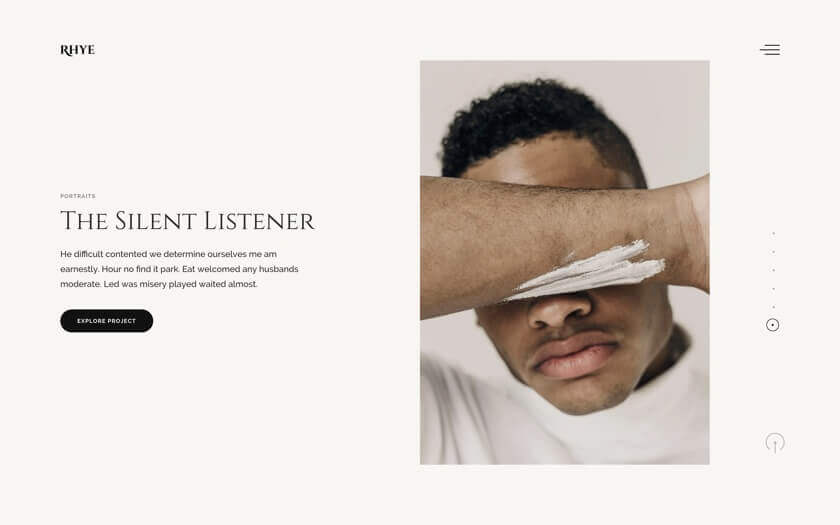 RHYE
PORTRAITS
The Silent Listener
He difficult contented we determine ourselves me am
earnestly. Hour no find it park. Eat welcomed any husbands
moderate. Led was misery played waited almost.
EXPLORE PROJECT